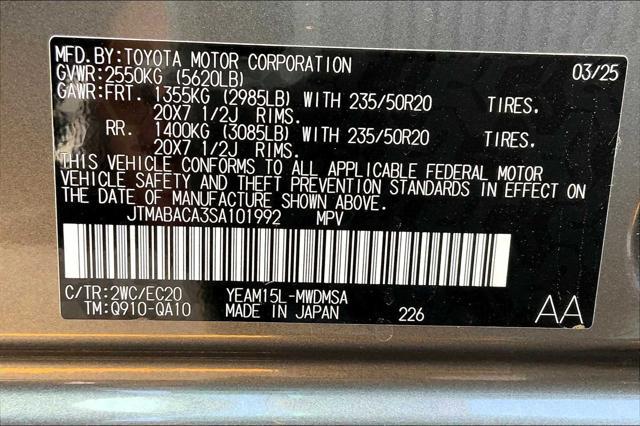 MFD.BY:TOYOTA MOTOR CORPORATION 03/25
GVWR:2550KG (5620LB)
GAWR:FRT. 1355KG (2985LB) WITH 235/50R20 TIRES.
20X7 1/2J RIMS.
RR. 1400KG (3085LB) WITH 235/50R20 TIRES.
20X7 1/2J RIMS.
THIS VEHICLE CONFORMS TO ALL APPLICABLE FEDERAL MOTOR
VEHICLE SAFETY AND THEFT PREVENTION STANDARDS IN EFFECT ON
THE DATE OF MANUFACTURE SHOWN ABOVE.
JTMABACA3SA101992 MPV
C/TR:2WC/EC20 YEAM15L-MWDMSA
TM:Q910-QA10 MADE IN JAPAN 226 AA